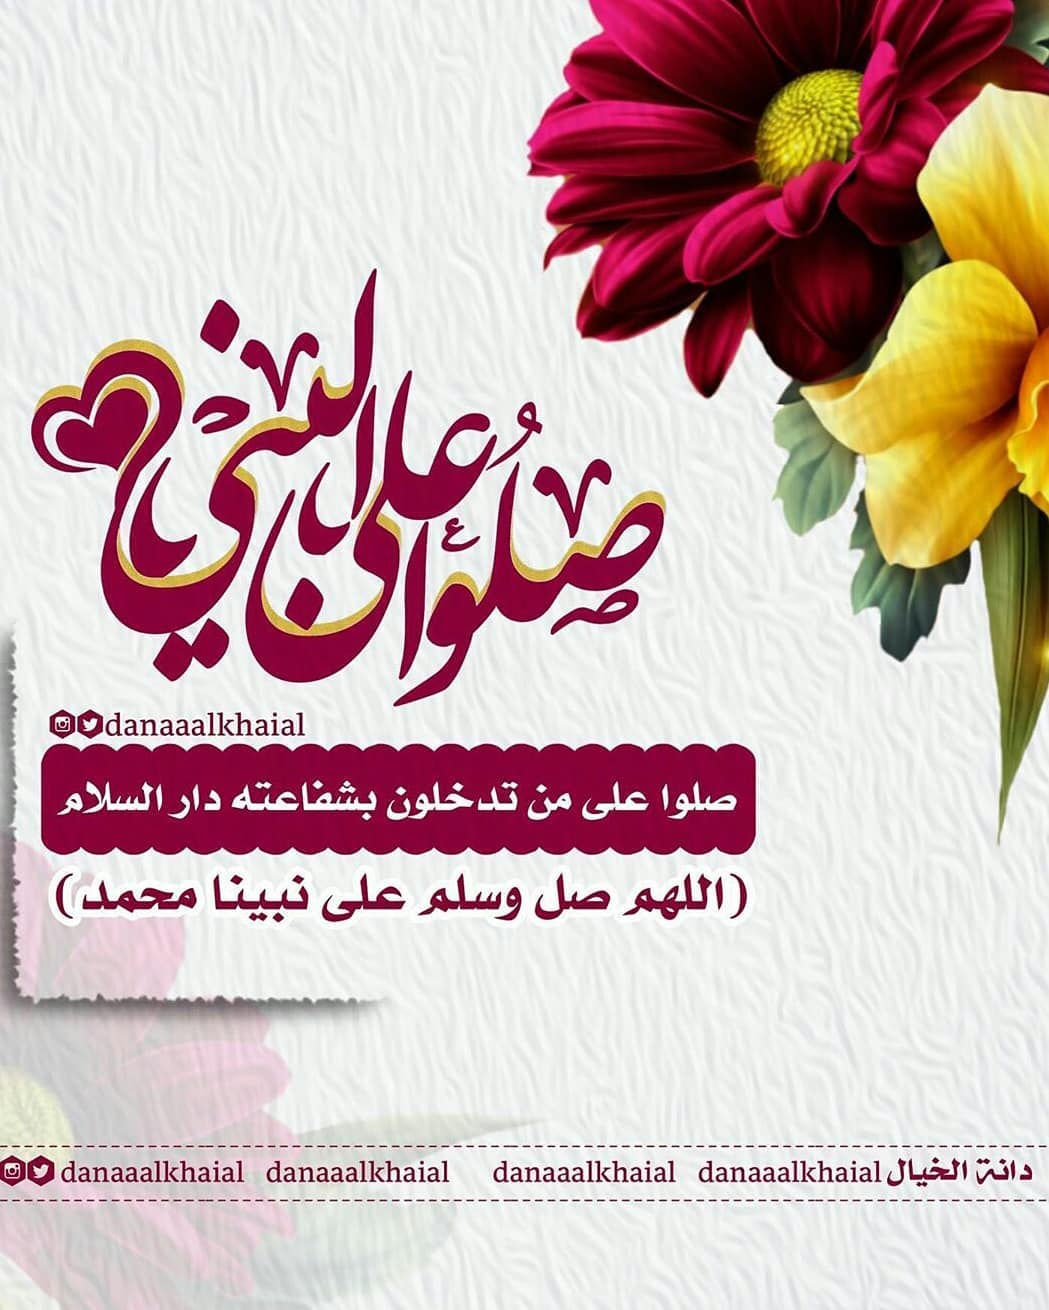 صلوا على النبي
danaaalkhaial
صلوا على من تدخلون بشفاعته دار السلام
(اللهم صل وسلم على نبينا محمد)
danaaalkhaial danaaalkhaial danaaalkhaial danaaalkhaial دانة الخيال